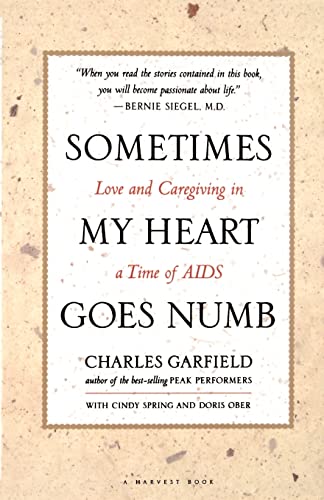 "When you read the stories contained in this book,
you will become passionate about life."
—BERNIE SIEGEL, M.D.
SOMETIMES
Love and Caregiving in
MY HEART
a Time of AIDS
GOES NUMB
CHARLES GARFIELD
author of the best-selling PEAK PERFORMERS
WITH CINDY SPRING AND DORIS OBER
A HARVEST BOOK